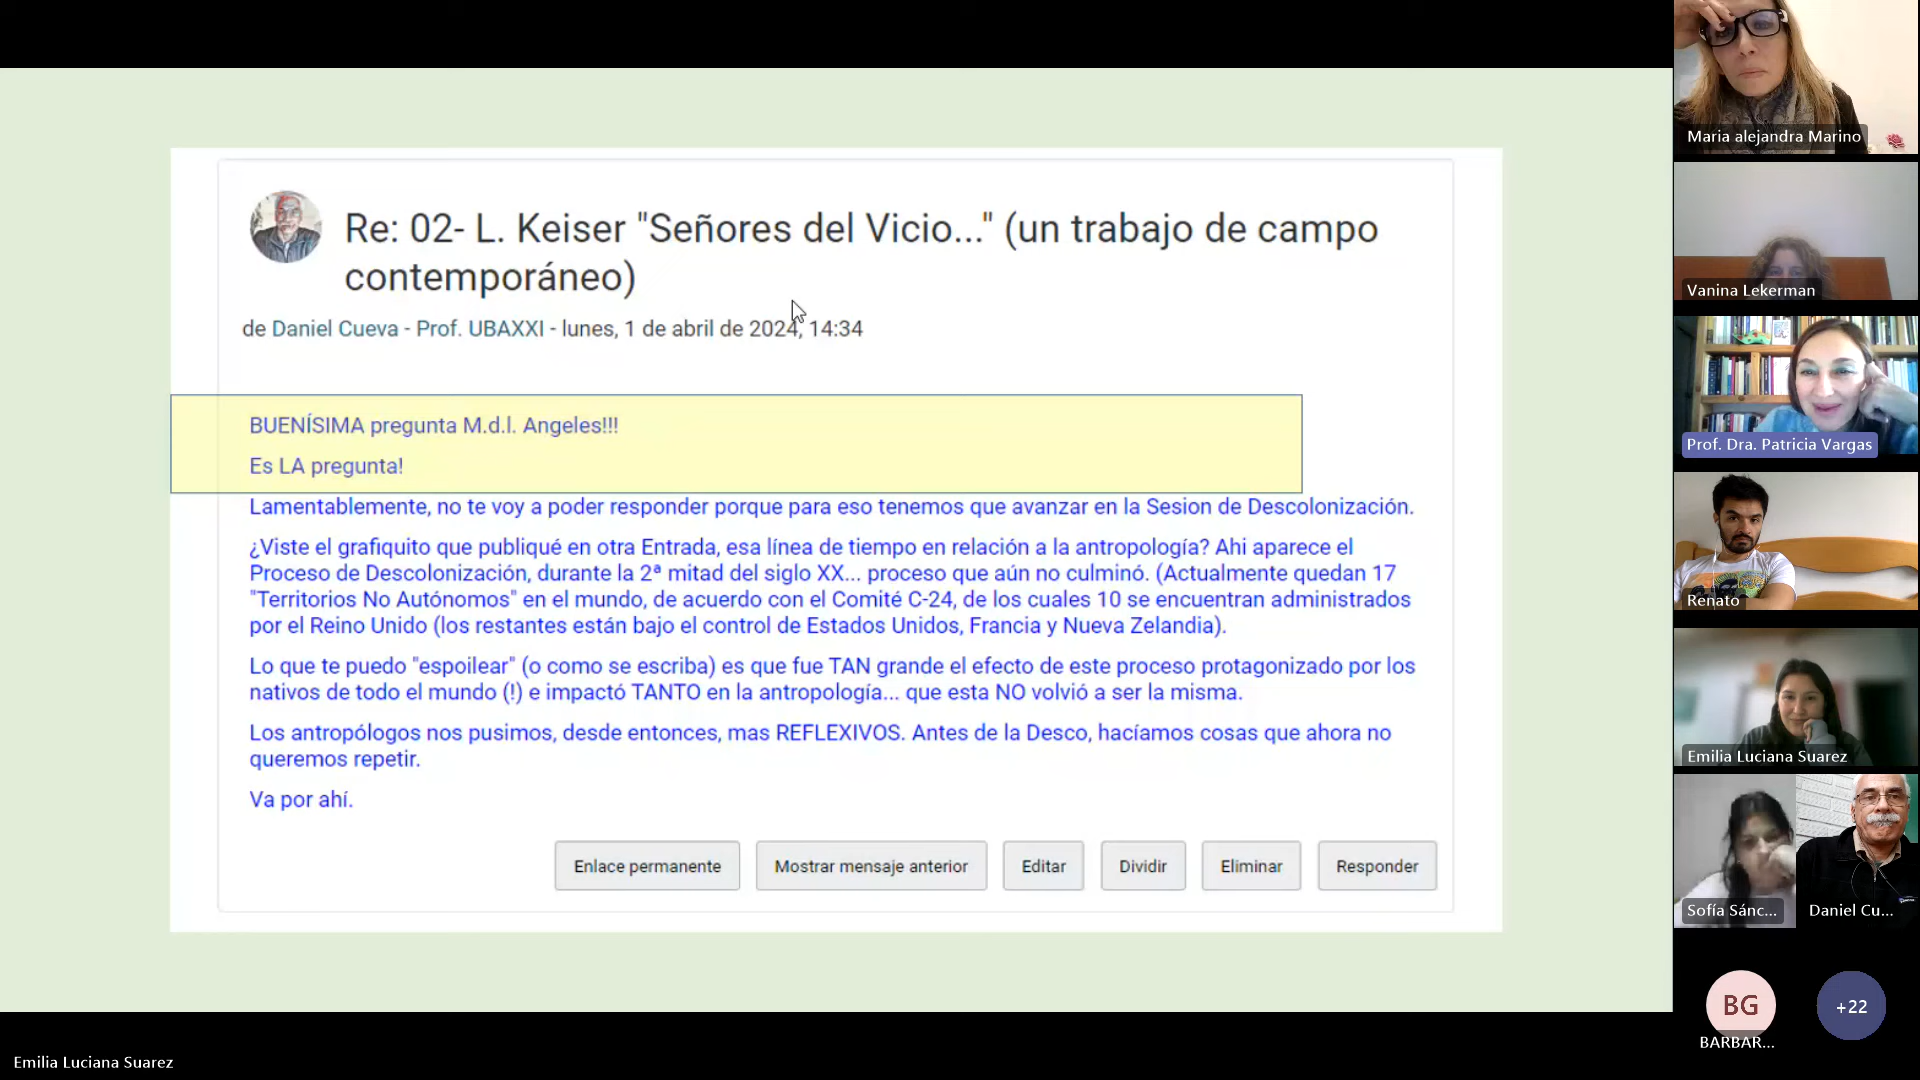 Re: 02- L. Keiser "Señores del Vicio..." (un trabajo de campo
contemporáneo)
de Daniel Cueva - Prof. UBAXXI - lunes, 1 de abril de 2024, 14:34
BUENÍSIMA pregunta M.d.l. Angeles!!!
Es LA pregunta!
Lamentablemente, no te voy a poder responder porque para eso tenemos que avanzar en la Sesion de Descolonización.
¿Viste el grafiquito que publiqué en otra Entrada, esa línea de tiempo en relación a la antropología? Ahi aparece el
Proceso de Descolonización, durante la 2ª mitad del siglo XX... proceso que aún no culminó. (Actualmente quedan 17
"Territorios No Autónomos" en el mundo, de acuerdo con el Comité C-24, de los cuales 10 se encuentran administrados
por el Reino Unido (los restantes están bajo el control de Estados Unidos, Francia y Nueva Zelandia).
Lo que te puedo "espoilear" (o como se escriba) es que fue TAN grande el efecto de este proceso protagonizado por los
nativos de todo el mundo (!) e impactó TANTO en la antropología... que esta NO volvió a ser la misma.
Los antropólogos nos pusimos, desde entonces, mas REFLEXIVOS. Antes de la Desco, hacíamos cosas que ahora no
queremos repetir.
Va por ahí.
Enlace permanente
Mostrar mensaje anterior
Editar
Dividir
Eliminar
Responder
Maria alejandra Marino
Vanina Lekerman
Prof. Dra. Patricia Vargas
Renato
Emilia Luciana Suarez
Sofía Sánc...
Daniel Cu...
BG
BARBAR...
+22
Emilia Luciana Suarez